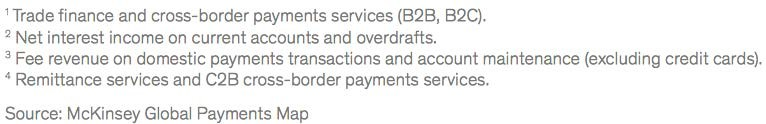 ¹ Trade finance and cross-border payments services (B2B, B2C).
² Net interest income on current accounts and overdrafts.
³ Fee revenue on domestic payments transactions and account maintenance (excluding credit cards).
⁴ Remittance services and C2B cross-border payments services.
Source: McKinsey Global Payments Map